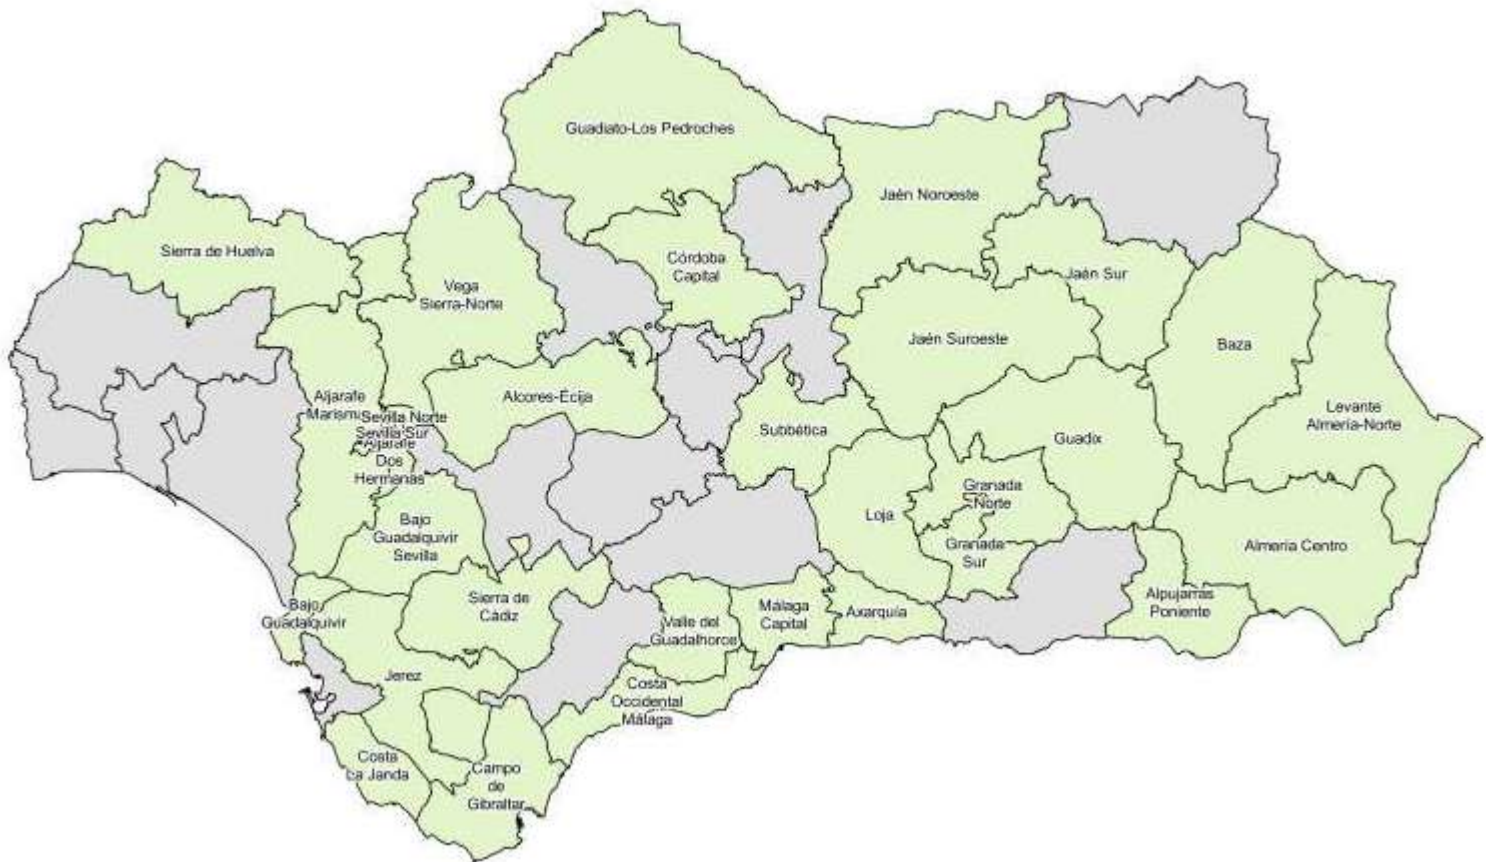 Guadiato-Los Pedroches
Jaén Noroeste
Sierra de Huelva
Córdoba
Capital
Jaén Sur
Vega
Sierra-Norte
Jaén Suroeste
Baza
Aljarafe
Alcores-Écija
Sevilla Norte
Sevilla Sur
Aljarafe
Dos
Hermanas
Subbética
Guadix
Levante
Almería-Norte
Granada
Norte
Loja
Bajo
Guadalquivir
Sevilla
Granada
Sur
Almería Centro
Sierra de
Cádiz
Bajo
Guadalquivir
Valle del
Guadalhorce
Málaga
Capital
Axarquía
Alpujarras
Poniente
Jerez
Costa
Occidental
Málaga
Costa
La Janda
Campo
de
Gibraltar